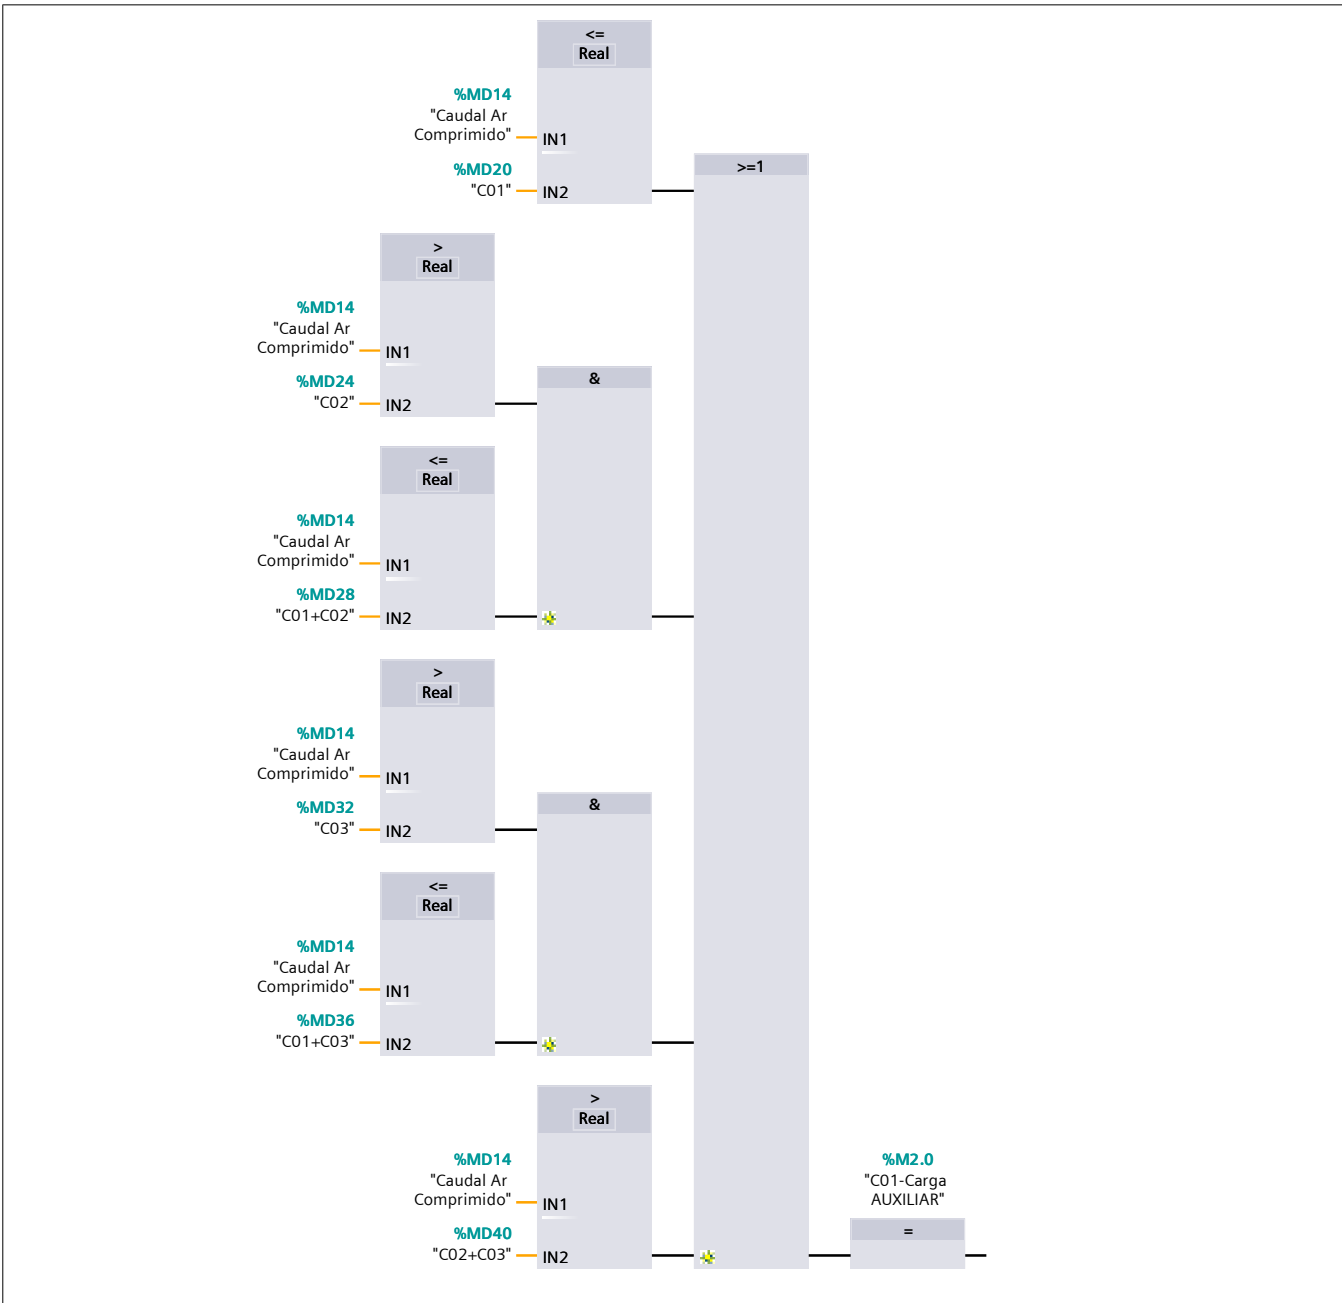 <=
Real
%MD14
"Caudal Ar
Comprimido"
IN1
%MD20
"C01"
IN2
>=1
>
Real
%MD14
"Caudal Ar
Comprimido"
IN1
%MD24
"C02"
IN2
&
<=
Real
%MD14
"Caudal Ar
Comprimido"
IN1
%MD28
"C01+C02"
IN2
>
Real
%MD14
"Caudal Ar
Comprimido"
IN1
%MD32
"C03"
IN2
&
<=
Real
%MD14
"Caudal Ar
Comprimido"
IN1
%MD36
"C01+C03"
IN2
>
Real
%MD14
"Caudal Ar
Comprimido"
IN1
%MD40
"C02+C03"
IN2
%M2.0
"C01-Carga
AUXILIAR"
=